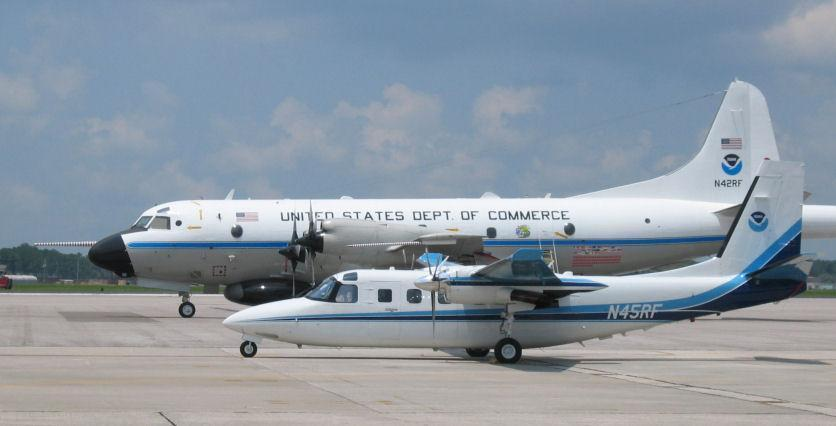 UNITED STATES DEPT. OF COMMERCE
N42RF
N45RF